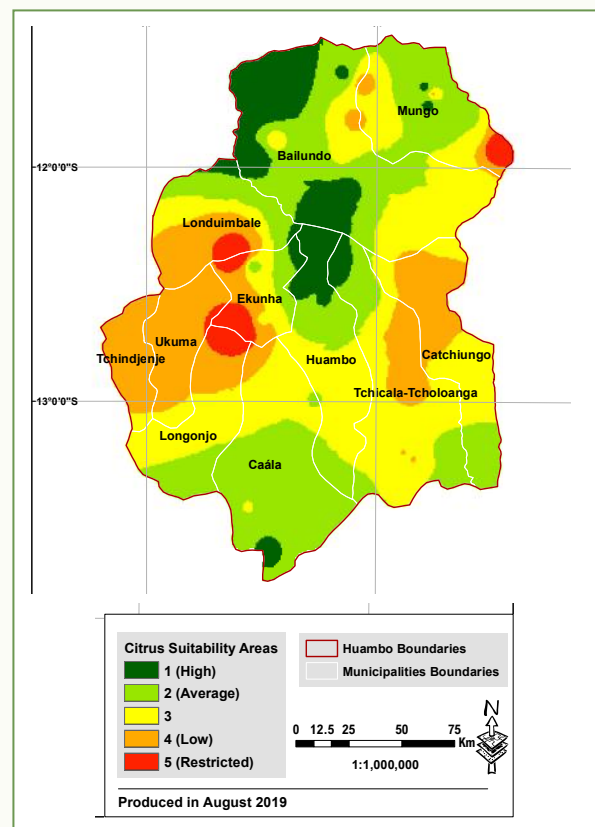 Mungo
Bailundo
12°0'0"S
Londuimbale
Ekunha
Ukuma
Tchindjenje
Huambo
Catchiungo
Tchicala-Tcholoanga
13°0'0"S
Longonjo
Caála
Citrus Suitability Areas
1 (High)
2 (Average)
3
4 (Low)
5 (Restricted)
Huambo Boundaries
Municipalities Boundaries
N
0 12.5 25 50 75
Km
1:1,000,000
Produced in August 2019